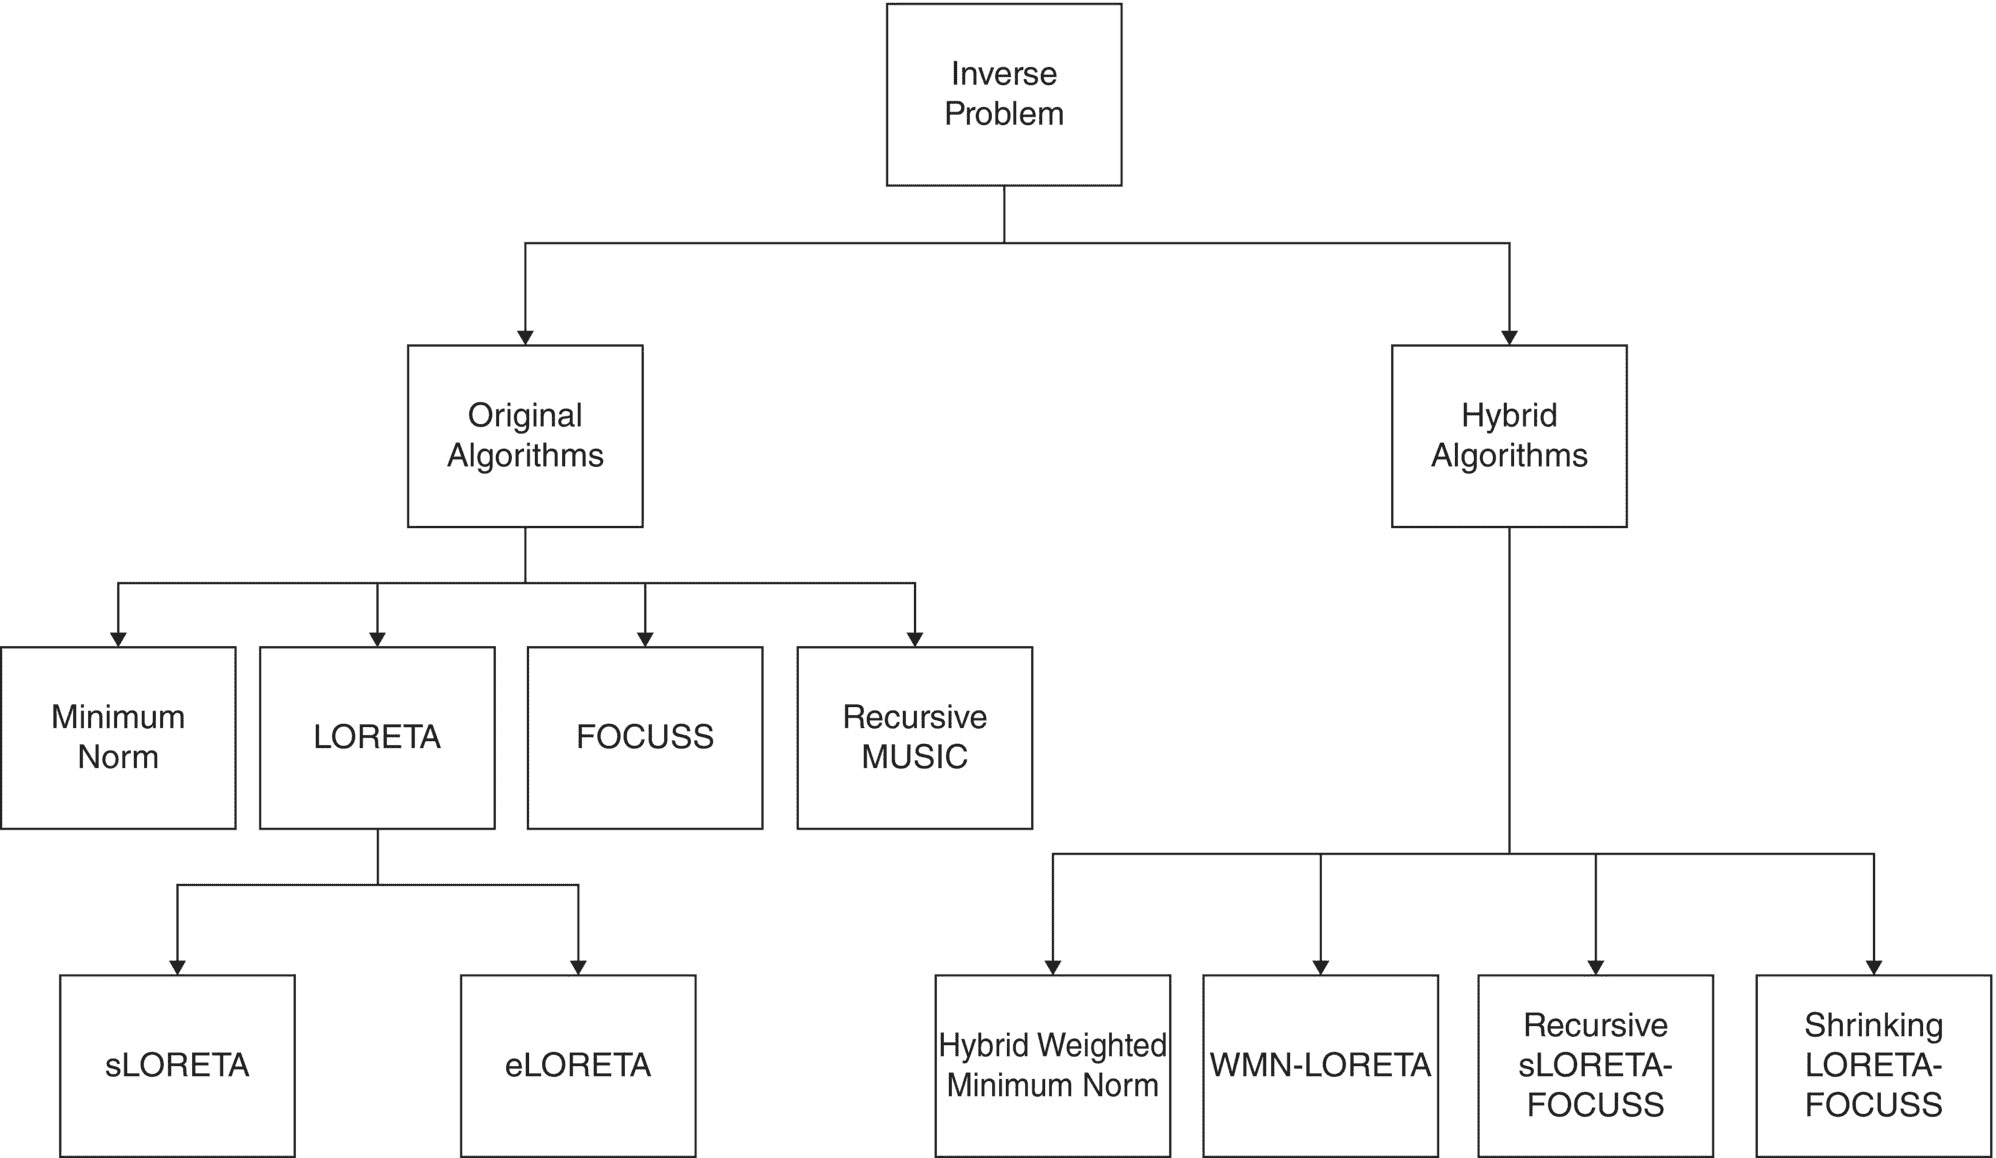 Inverse
Problem
Original
Algorithms
Hybrid
Algorithms
Minimum
Norm
LORETA
FOCUSS
Recursive
MUSIC
sLORETA
eLORETA
Hybrid Weighted
Minimum Norm
WMN-LORETA
Recursive
sLORETA-
FOCUSS
Shrinking
LORETA-
FOCUSS